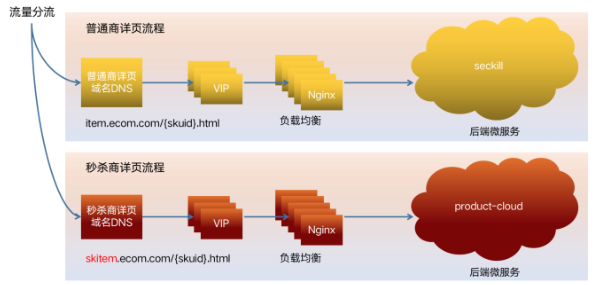 流量分流
普通商详页流程
普通商详页
域名DNS
VIP
Nginx
seckill
item.ecom.com/{skuid}.html
负载均衡
后端微服务
秒杀商详页流程
秒杀商详页
域名DNS
VIP
Nginx
product-cloud
skitem.ecom.com/{skuid}.html
负载均衡
后端微服务